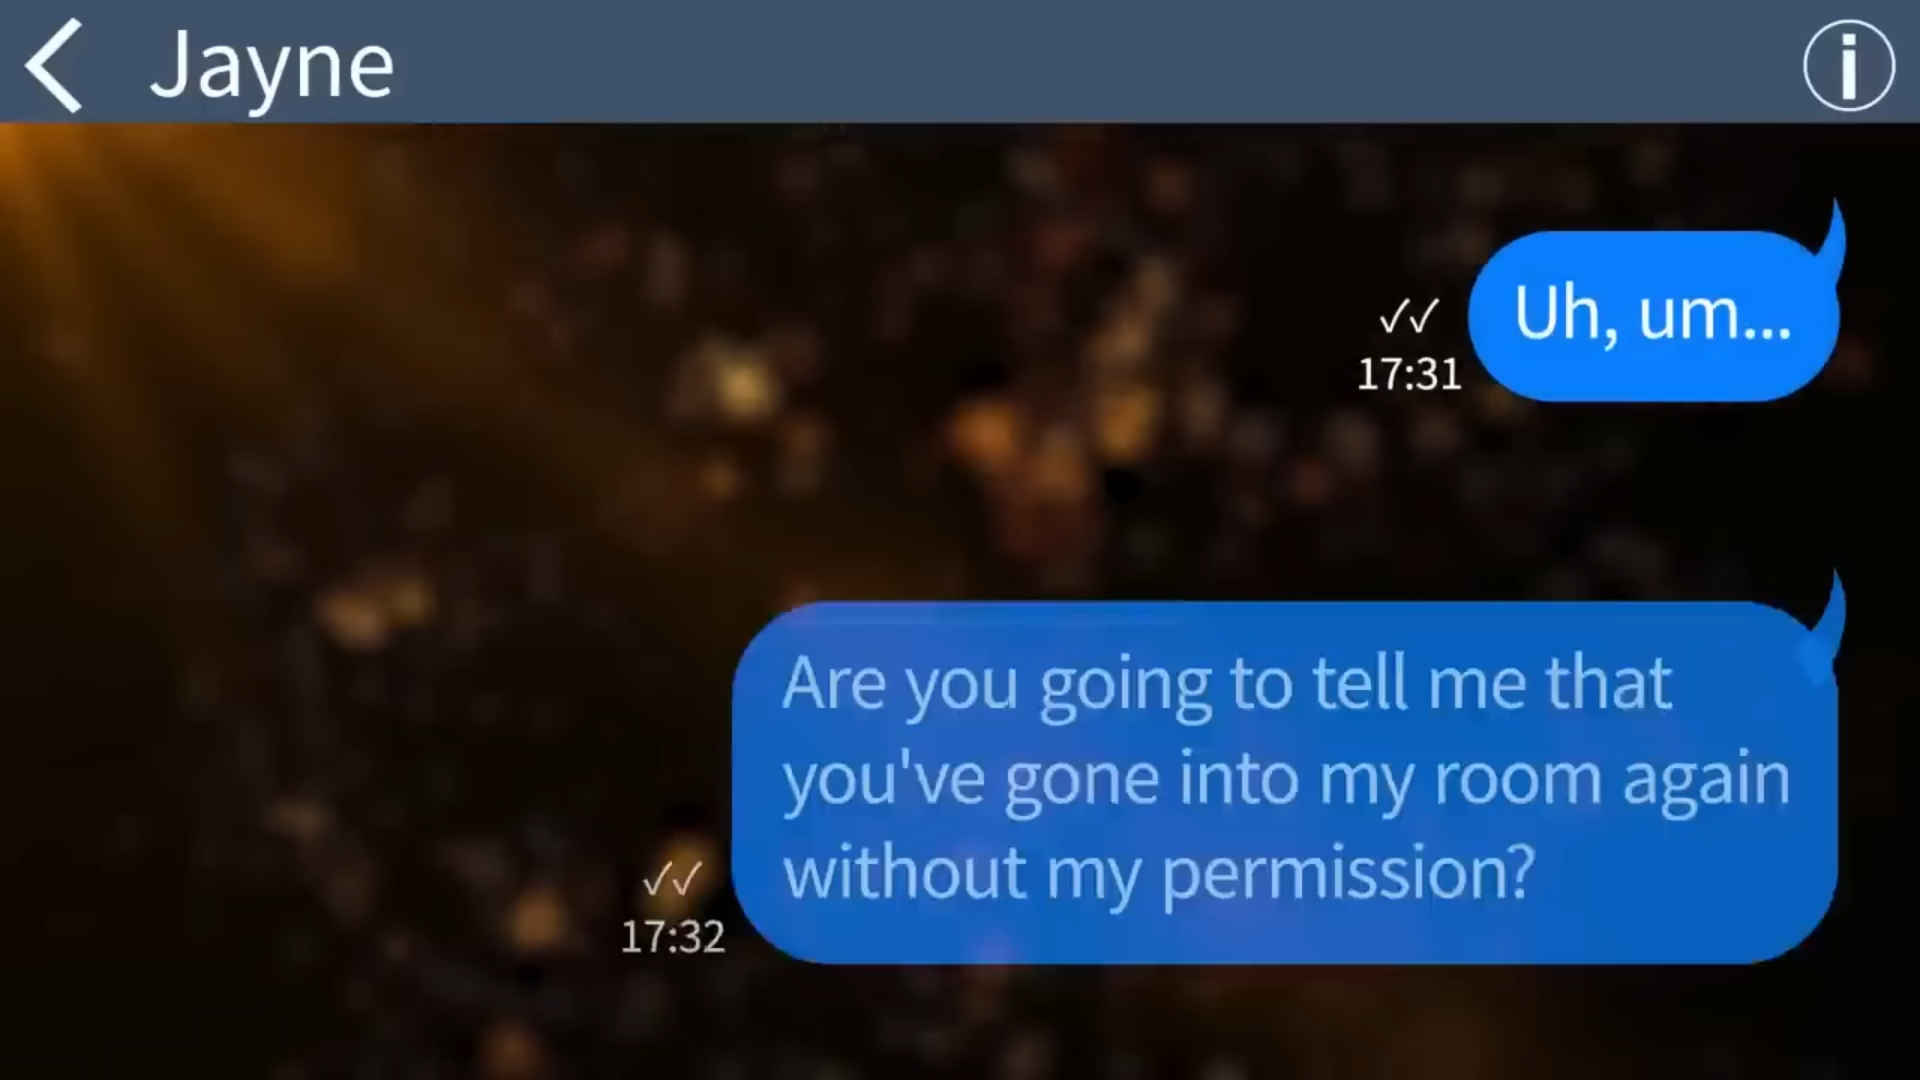 Jayne
Uh, um...
✓✓
17:31
Are you going to tell me that
you've gone into my room again
without my permission?
✓✓
17:32